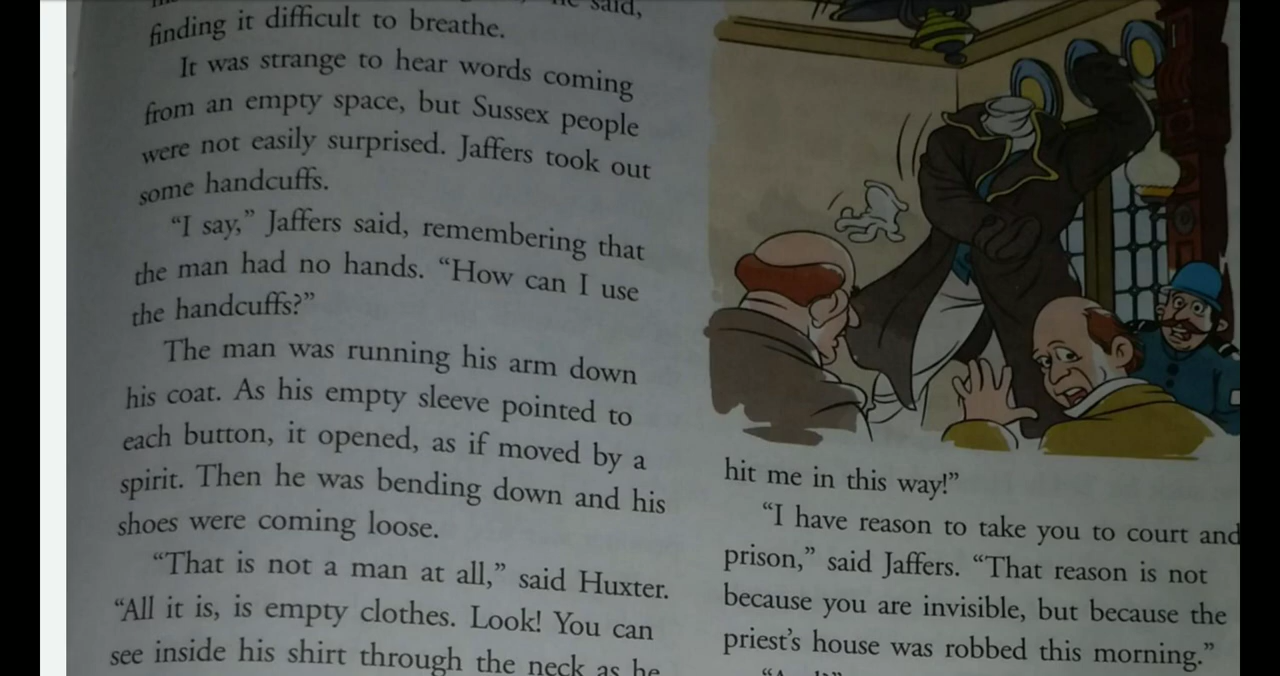 he said,
finding it difficult to breathe.
It was strange to hear words coming
from an empty space, but Sussex people
were not easily surprised. Jaffers took out
some handcuffs.
“I say,” Jaffers said, remembering that
the man had no hands. “How can I use
the handcuffs?”
The man was running his arm down
his coat. As his empty sleeve pointed to
each button, it opened, as if moved by a
spirit. Then he was bending down and his
shoes were coming loose.
“That is not a man at all,” said Huxter.
“All it is, is empty clothes. Look! You can
see inside his shirt through the neck as he
hit me in this way!”
“I have reason to take you to court and
prison,” said Jaffers. “That reason is not
because you are invisible, but because the
priest’s house was robbed this morning.”